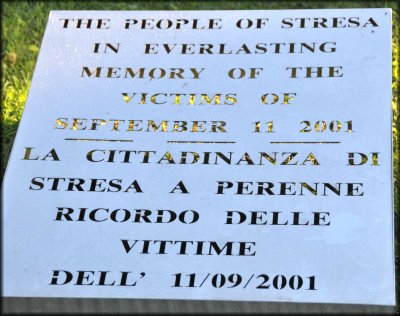 THE PEOPLE OF STRESA
IN EVERLASTING
MEMORY OF THE
VICTIMS OF
SEPTEMBER 11 2001
LA CITTADINANZA DI
STRESA A PERENNE
RICORDO DELLE
VITTIME
DELL' 11/09/2001